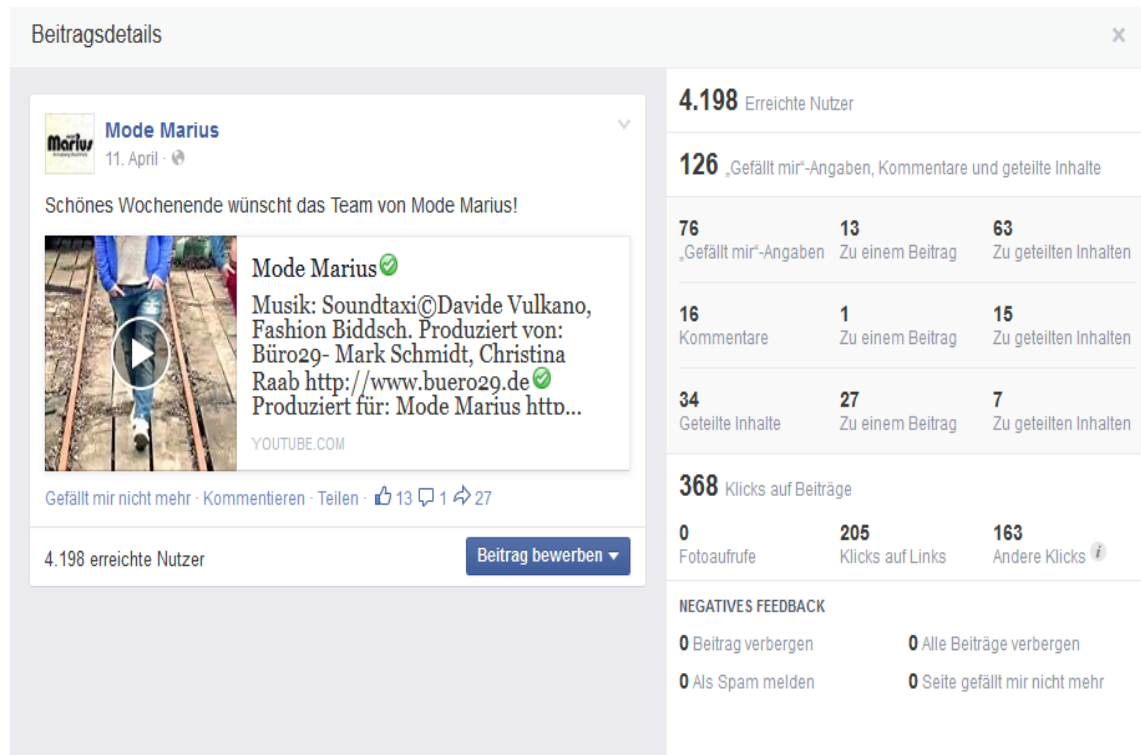 Beitragsdetails
Marius
Mode Marius
11. April
Schönes Wochenende wünscht das Team von Mode Marius!
Mode Marius
Musik: Soundtaxi©Davide Vulkano,
Fashion Biddsch. Produziert von:
Büro29- Mark Schmidt, Christina
Raab http://www.buero29.de
Produziert für: Mode Marius http...
YOUTUBE.COM
Gefällt mir nicht mehr · Kommentieren · Teilen · 13 1 27
4.198 erreichte Nutzer
Beitrag bewerben
4.198 Erreichte Nutzer
126 „Gefällt mir“-Angaben, Kommentare und geteilte Inhalte
76 13 63
„Gefällt mir“-Angaben Zu einem Beitrag Zu geteilten Inhalten
16 1 15
Kommentare Zu einem Beitrag Zu geteilten Inhalten
34 27 7
Geteilte Inhalte Zu einem Beitrag Zu geteilten Inhalten
368 Klicks auf Beiträge
0 205 163
Fotoaufrufe Klicks auf Links Andere Klicks i
NEGATIVES FEEDBACK
0 Beitrag verbergen 0 Alle Beiträge verbergen
0 Als Spam melden 0 Seite gefällt mir nicht mehr